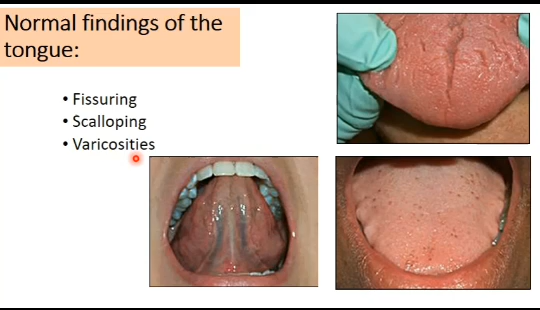 Normal findings of the
tongue:
• Fissuring
• Scalloping
• Varicosities